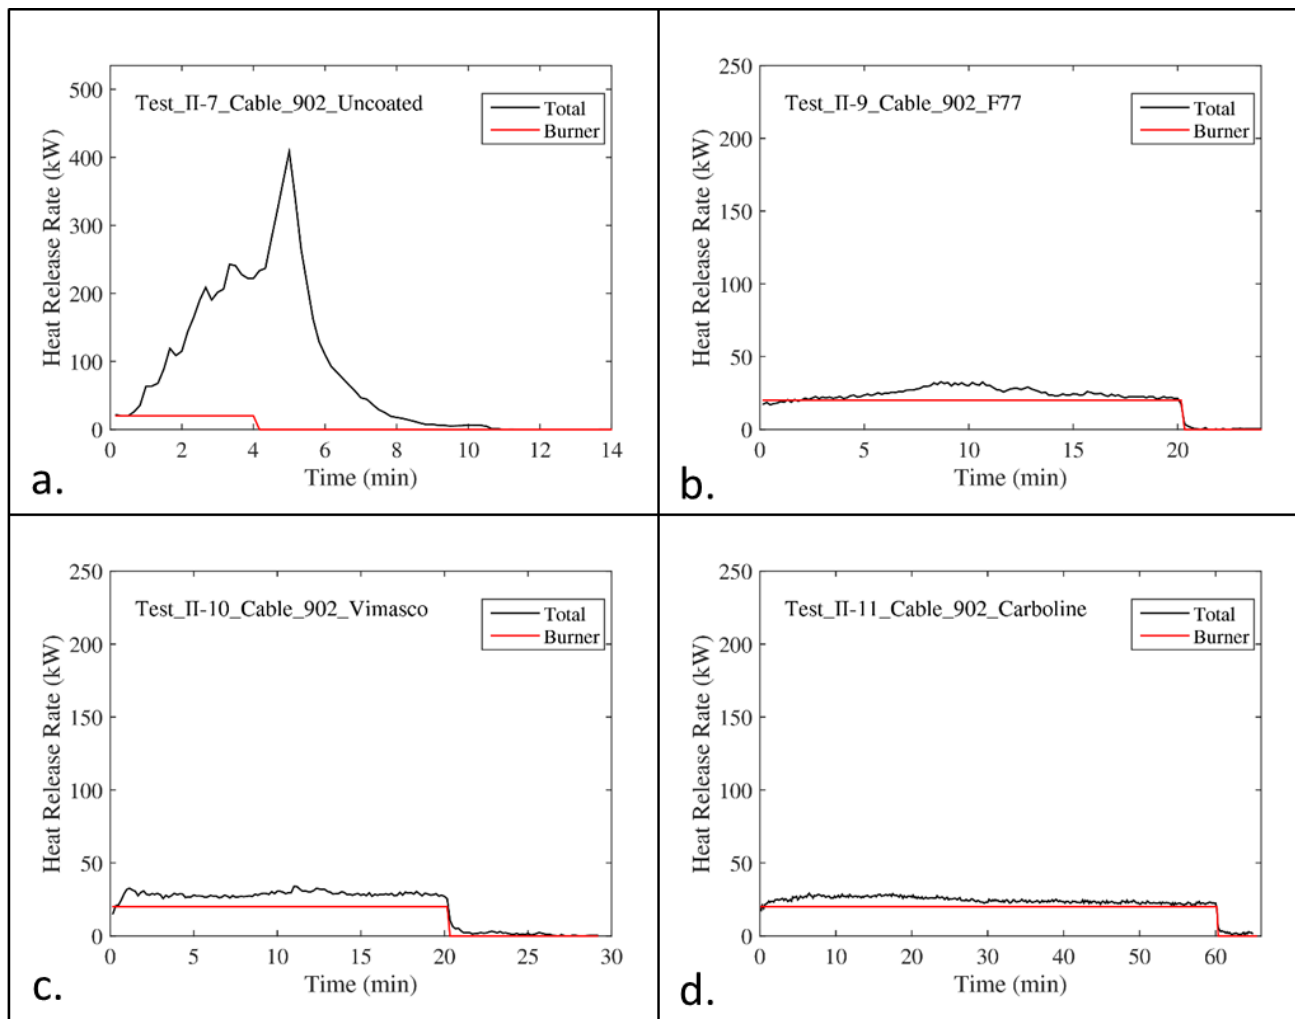 Test_II-7_Cable_902_Uncoated
Total
Burner
Heat Release Rate (kW)
500
400
300
200
100
0
0 2 4 6 8 10 12 14
Time (min)
a.
Test_II-9_Cable_902_F77
Total
Burner
Heat Release Rate (kW)
250
200
150
100
50
0
0 5 10 15 20
Time (min)
b.
Test_II-10_Cable_902_Vimasco
Total
Burner
Heat Release Rate (kW)
250
200
150
100
50
0
0 5 10 15 20 25 30
Time (min)
c.
Test_II-11_Cable_902_Carboline
Total
Burner
Heat Release Rate (kW)
250
200
150
100
50
0
0 10 20 30 40 50 60
Time (min)
d.